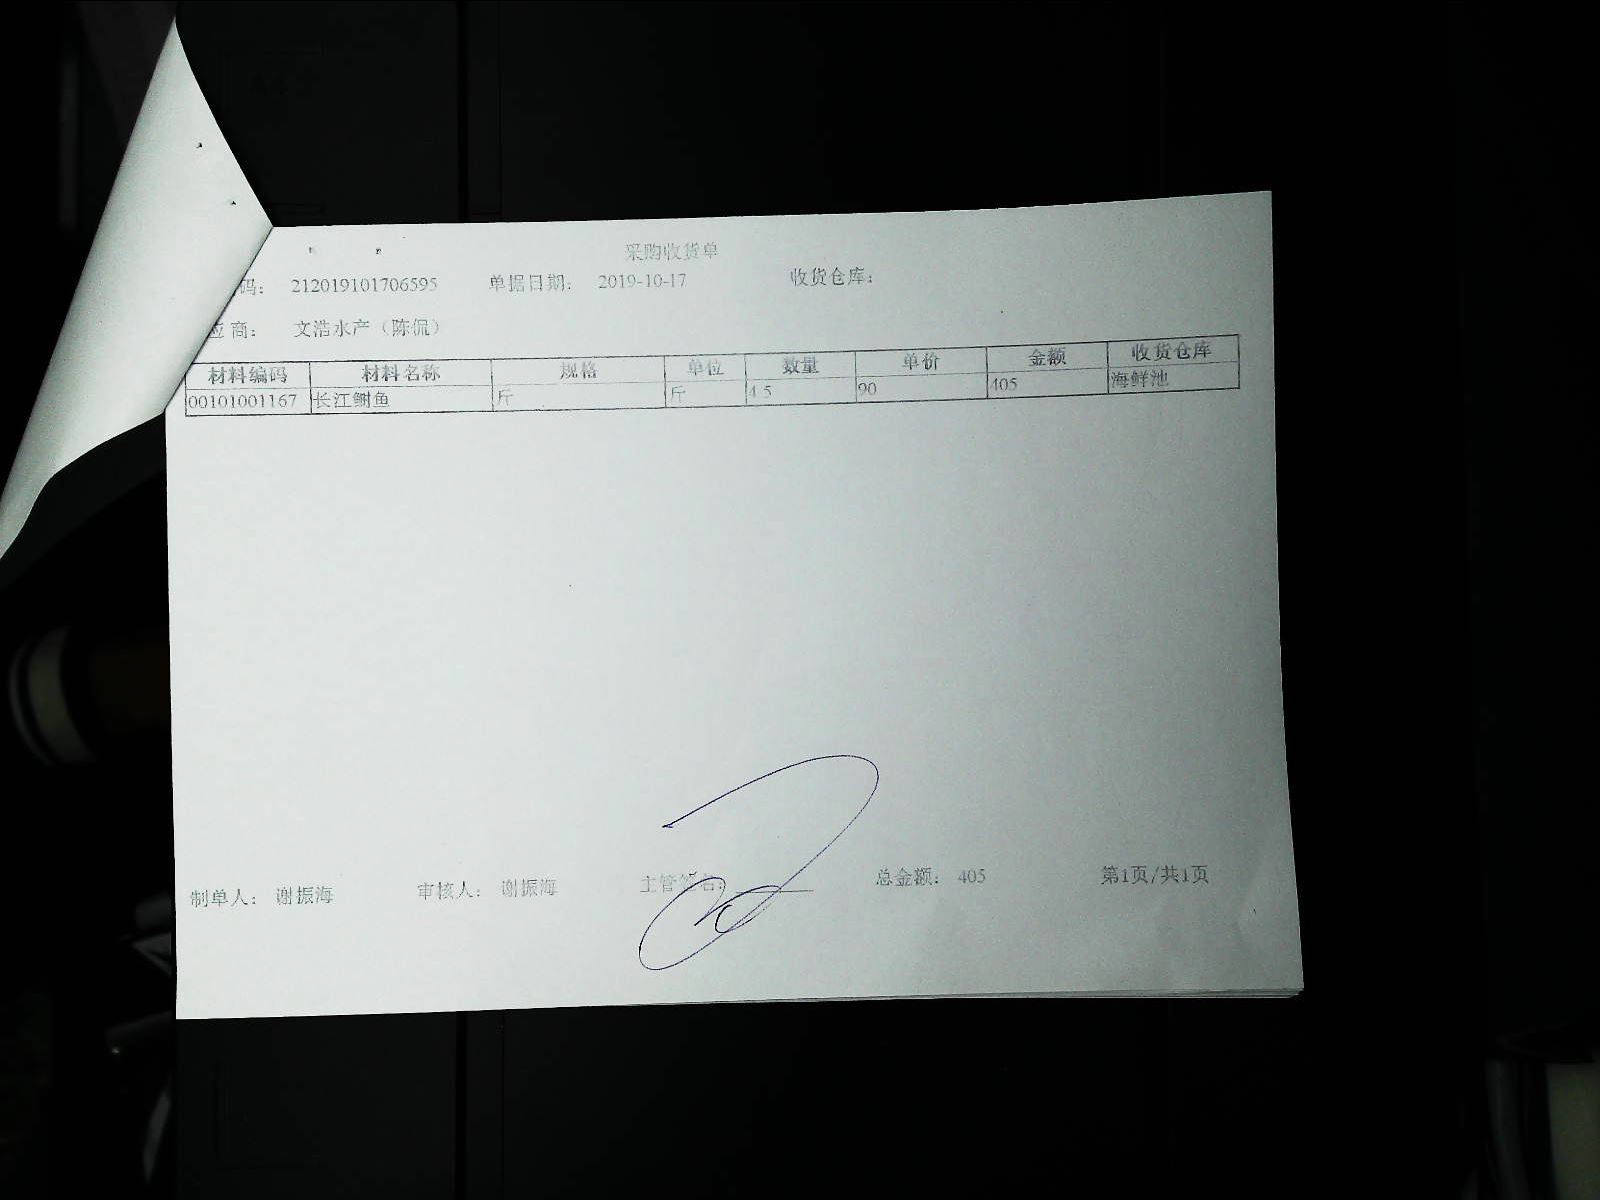 采购收货单
码： 212019101706595 单据日期： 2019-10-17 收货仓库：
应商： 文浩水产（陈侃）
材料编码 材料名称 规格 单位 数量 单价 金额 收货仓库
00101001167 长江鮰鱼 斤 斤 4.5 90 405 海鲜池
制单人： 谢振海 审核人： 谢振海 主管签名： 总金额： 405 第1页/共1页